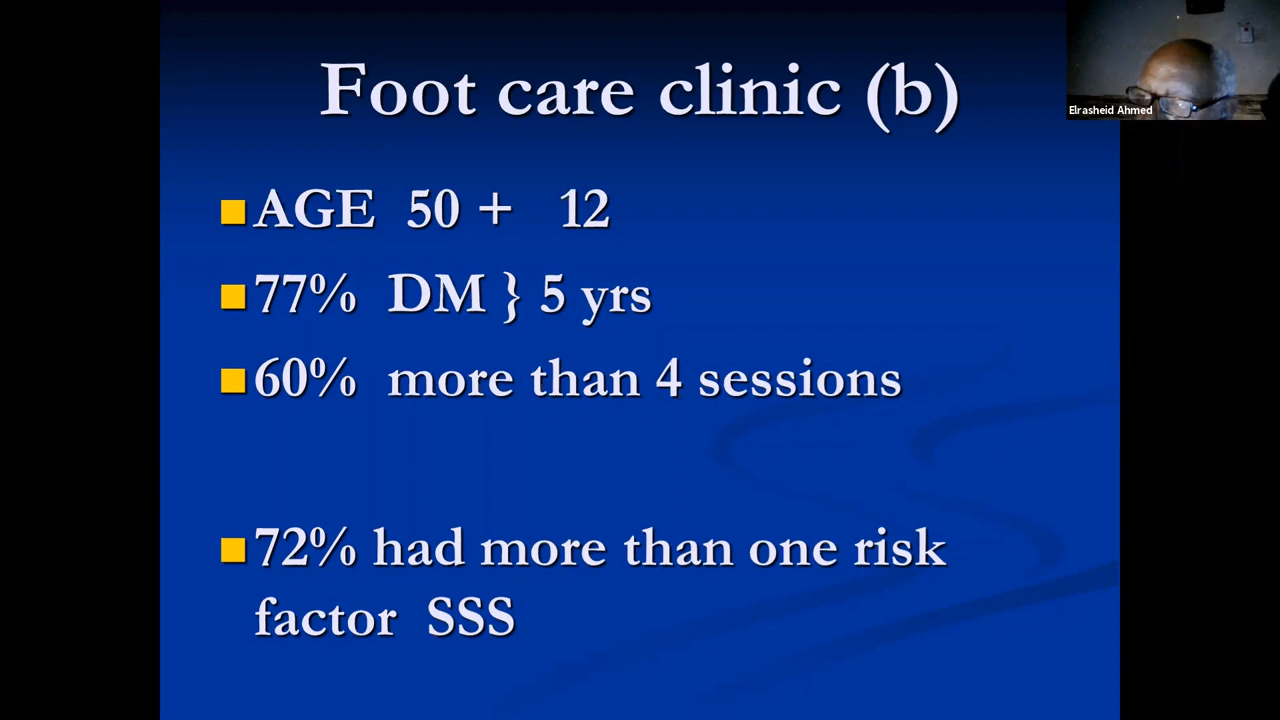 Foot care clinic (b)
Elrasheid Ahmed
AGE 50 + 12
77% DM } 5 yrs
60% more than 4 sessions
72% had more than one risk
factor SSS